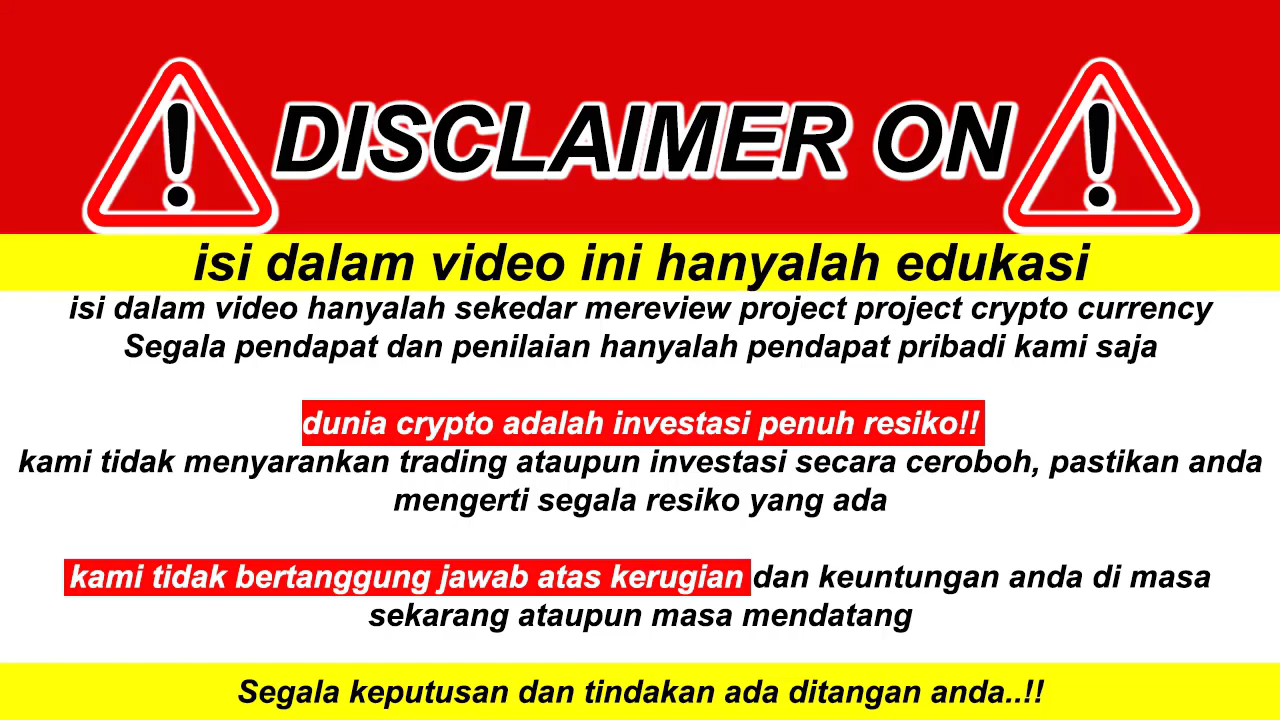 DISCLAIMER ON
isi dalam video ini hanyalah edukasi
isi dalam video hanyalah sekedar mereview project project crypto currency
Segala pendapat dan penilaian hanyalah pendapat pribadi kami saja
dunia crypto adalah investasi penuh resiko!!
kami tidak menyarankan trading ataupun investasi secara ceroboh, pastikan anda
mengerti segala resiko yang ada
kami tidak bertanggung jawab atas kerugian dan keuntungan anda di masa
sekarang ataupun masa mendatang
Segala keputusan dan tindakan ada ditangan anda..!!